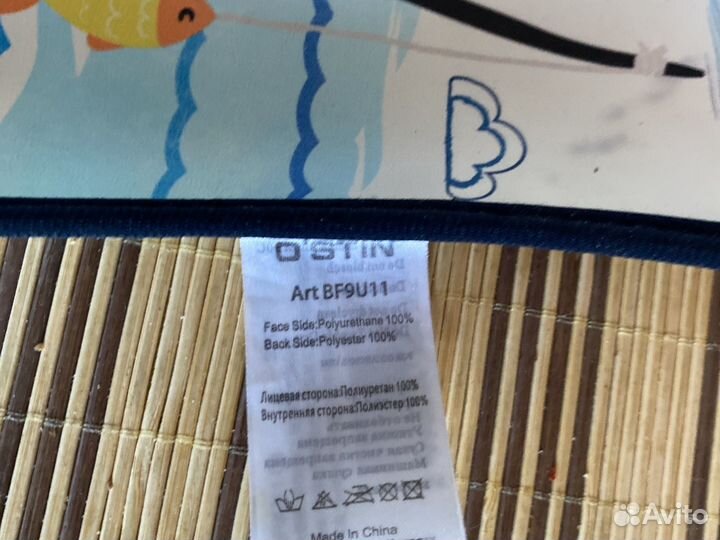 O'STIN
Art BF9U11
Face Side:Polyurethane 100%
Back Side:Polyester 100%
Лицевая сторона:Полиуретан 100%
Внутренняя сторона:Полиэстер 100%
Made In China
Avito